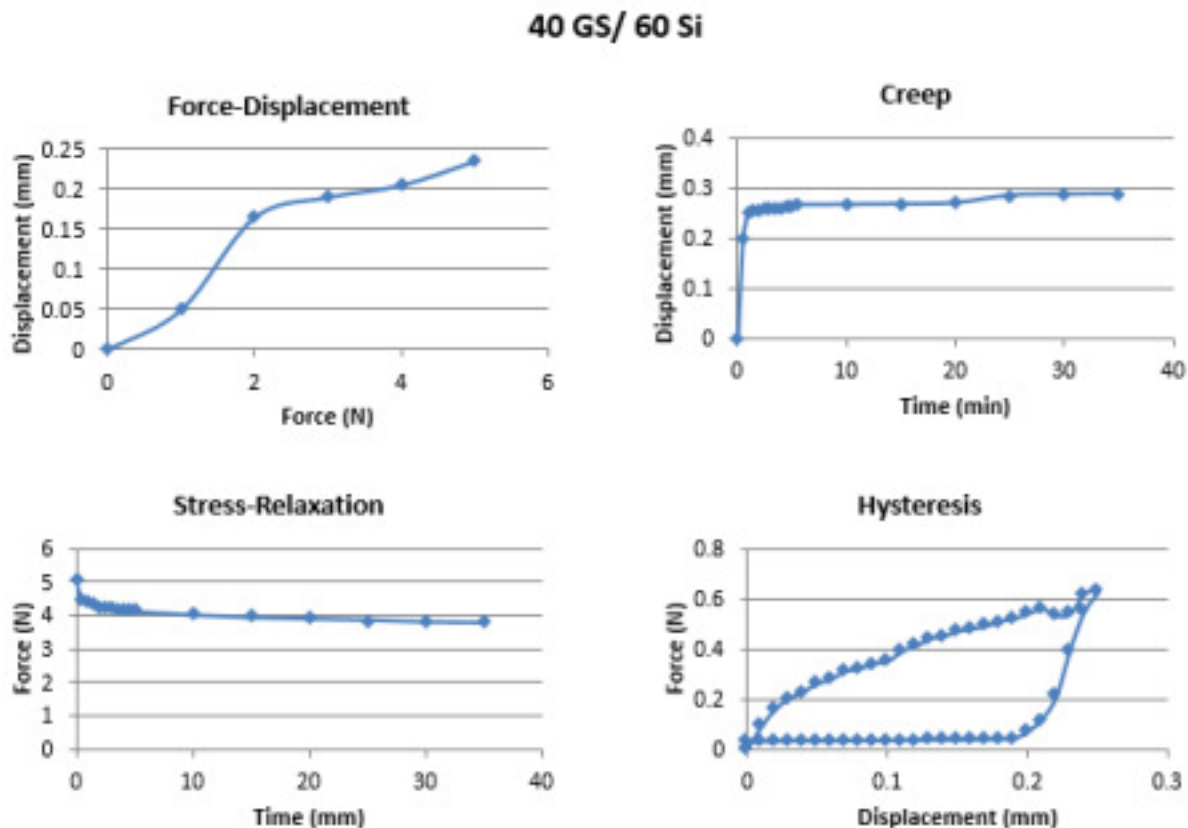 40 GS/ 60 Si
Force-Displacement
Displacement (mm)
0.25
0.2
0.15
0.1
0.05
0
0 2 4 6
Force (N)
Creep
Displacement (mm)
0.4
0.3
0.2
0.1
0
0 10 20 30 40
Time (min)
Stress-Relaxation
Force (N)
6
5
4
3
2
1
0
0 10 20 30 40
Time (mm)
Hysteresis
Force (N)
0.8
0.6
0.4
0.2
0
0 0.1 0.2 0.3
Displacement (mm)